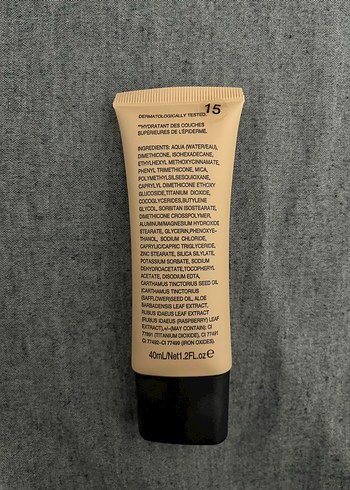 15
DERMATOLOGICALLY TESTED.
**HYDRATANT DES COUCHES
SUPÉRIEURES DE L'ÉPIDERME.
INGREDIENTS: AQUA (WATER/EAU),
DIMETHICONE, ISOHEXADECANE,
ETHYLHEXYL METHOXYCINNAMATE,
PHENYL TRIMETHICONE, MICA,
POLYMETHYLSILSESQUIOXANE,
CAPRYLYL DIMETHICONE ETHOXY
GLUCOSIDE,TITANIUM DIOXIDE,
COCOGLYCERIDES,BUTYLENE
GLYCOL, SORBITAN ISOSTEARATE,
DIMETHICONE CROSSPOLYMER,
ALUMINUM/MAGNESIUM HYDROXIDE
STEARATE, GLYCERIN,PHENOXYE-
THANOL, SODIUM CHLORIDE,
CAPRYLIC/CAPRIC TRIGLYCERIDE,
ZINC STEARATE, SILICA SILYLATE,
POTASSIUM SORBATE, SODIUM
DEHYDROACETATE,TOCOPHERYL
ACETATE, DISODIUM EDTA,
CARTHAMUS TINCTORIUS SEED OIL
(CARTHAMUS TINCTORIUS
(SAFFLOWER)SEED OIL, ALOE
BARBADENSIS LEAF EXTRACT,
RUBUS IDAEUS LEAF EXTRACT
(RUBUS IDAEUS (RASPBERRY) LEAF
EXTRACT), +/-(MAY CONTAIN): CI
77891 (TITANIUM DIOXIDE), CI 77491
CI 77492-CI 77499 (IRON OXIDES).
40mL/Net1.2FL.oz e